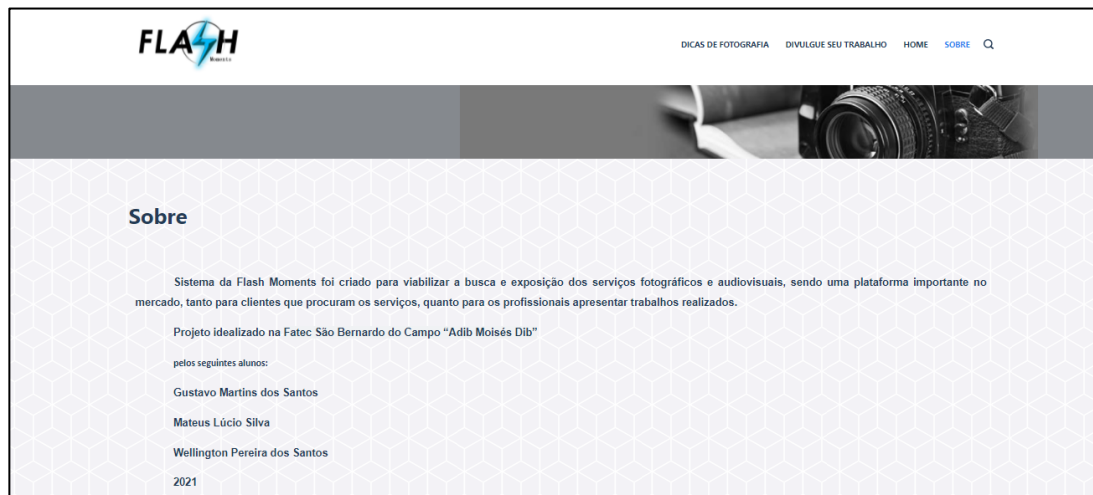 FLASH
Moments
DICAS DE FOTOGRAFIA DIVULGUE SEU TRABALHO HOME SOBRE
Sobre
Sistema da Flash Moments foi criado para viabilizar a busca e exposição dos serviços fotográficos e audiovisuais, sendo uma plataforma importante no
mercado, tanto para clientes que procuram os serviços, quanto para os profissionais apresentar trabalhos realizados.
Projeto idealizado na Fatec São Bernardo do Campo “Adib Moisés Dib”
pelos seguintes alunos:
Gustavo Martins dos Santos
Mateus Lúcio Silva
Wellington Pereira dos Santos
2021